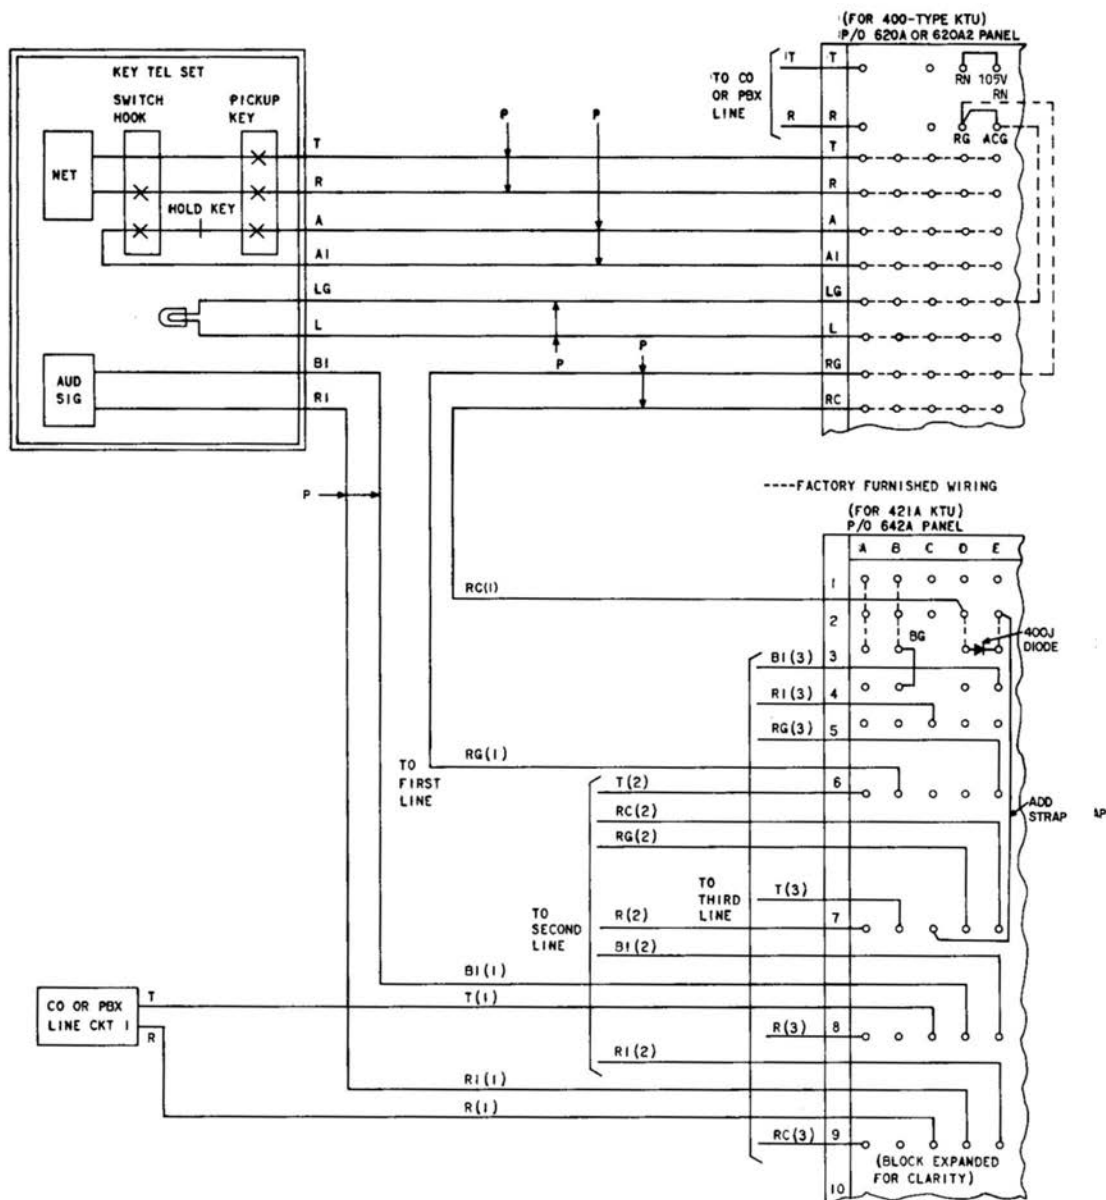 (FOR 400-TYPE KTU)
P/O 620A OR 620A2 PANEL
KEY TEL SET
SWITCH HOOK
PICKUP KEY
NET
HOLD KEY
AUD SIG
T
R
A
A1
LG
L
B1
R1
P
P
P
P
P
TO CO OR PBX LINE
T
R
T
R
T
R
A
A1
LG
L
RG
RC
RN
105V RN
RG
ACG
----FACTORY FURNISHED WIRING
(FOR 421A KTU)
P/O 642A PANEL
A B C D E
1
2
3
4
5
6
7
8
9
10
RC(1)
BG
400J DIODE
B1(3)
R1(3)
RG(3)
RG(1)
TO FIRST LINE
T(2)
RC(2)
RG(2)
ADD STRAP
AP
TO THIRD LINE
T(3)
TO SECOND LINE
R(2)
B1(2)
B1(1)
T(1)
CO OR PBX LINE CKT 1
T
R
R(3)
R1(2)
R1(1)
R(1)
RC(3)
(BLOCK EXPANDED FOR CLARITY)